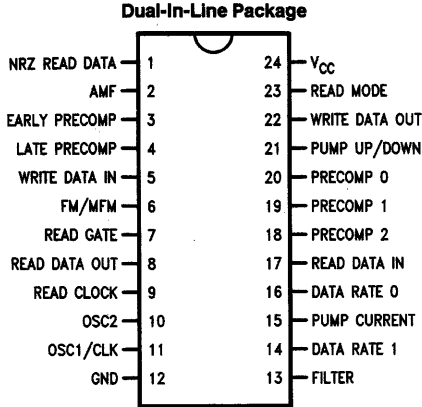 Dual-In-Line Package
NRZ READ DATA 1 24 VCC
AMF 2 23 READ MODE
EARLY PRECOMP 3 22 WRITE DATA OUT
LATE PRECOMP 4 21 PUMP UP/DOWN
WRITE DATA IN 5 20 PRECOMP 0
FM/MFM 6 19 PRECOMP 1
READ GATE 7 18 PRECOMP 2
READ DATA OUT 8 17 READ DATA IN
READ CLOCK 9 16 DATA RATE 0
OSC2 10 15 PUMP CURRENT
OSC1/CLK 11 14 DATA RATE 1
GND 12 13 FILTER